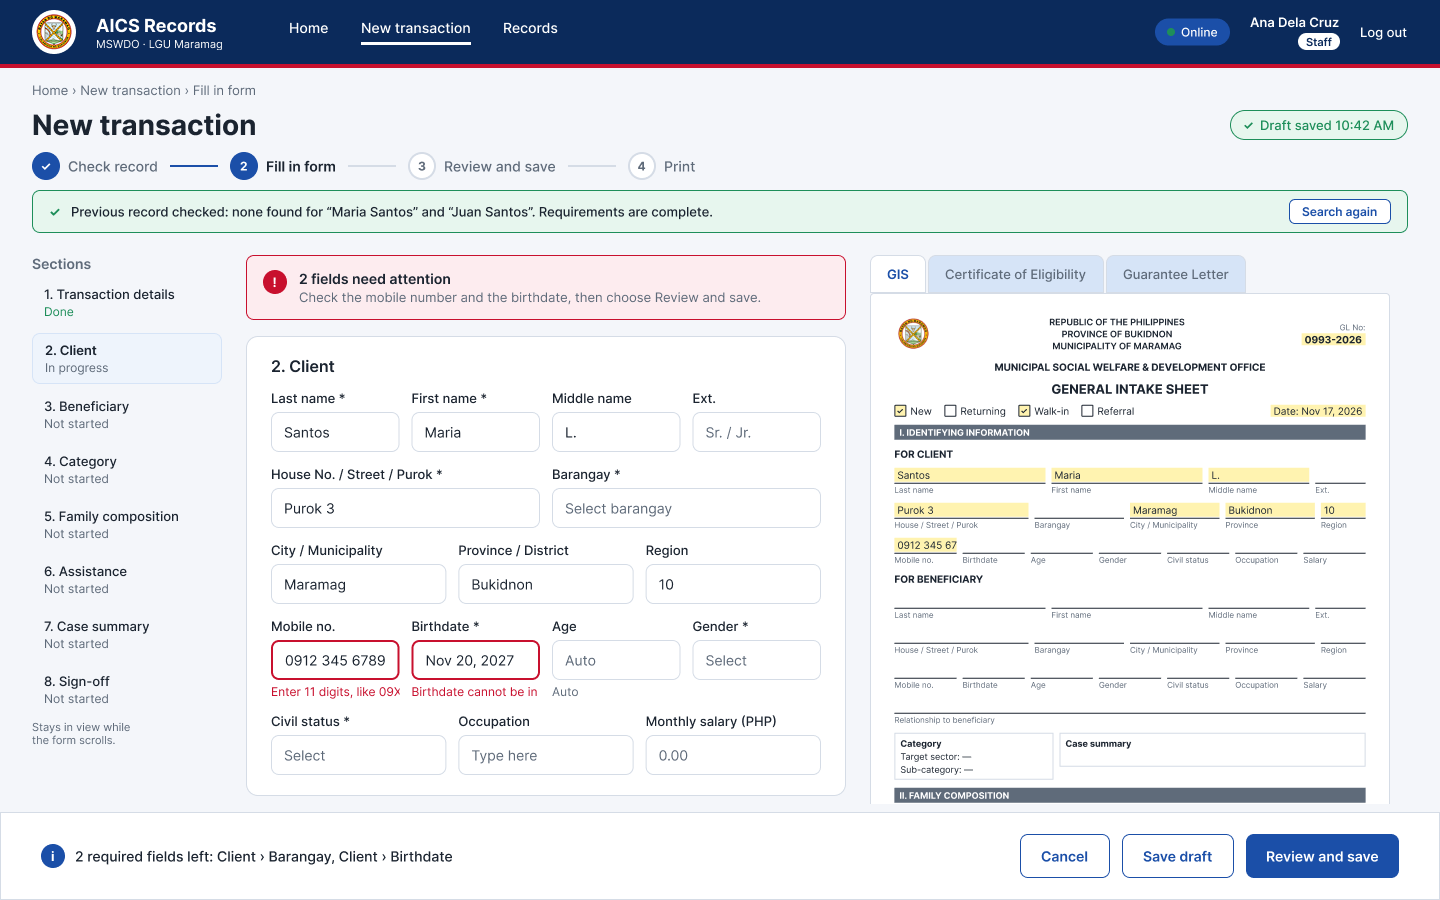 AICS Records
MSWDO · LGU Maramag
Home
New transaction
Records
Online
Ana Dela Cruz
Staff
Log out
Home › New transaction › Fill in form
New transaction
Draft saved 10:42 AM
Check record
2 Fill in form
3 Review and save
4 Print
Previous record checked: none found for “Maria Santos” and “Juan Santos”. Requirements are complete.
Search again
Sections
1. Transaction details
Done
2. Client
In progress
3. Beneficiary
Not started
4. Category
Not started
5. Family composition
Not started
6. Assistance
Not started
7. Case summary
Not started
8. Sign-off
Not started
Stays in view while
the form scrolls.
! 2 fields need attention
Check the mobile number and the birthdate, then choose Review and save.
2. Client
Last name * First name * Middle name Ext.
Santos Maria L. Sr. / Jr.
House No. / Street / Purok * Barangay *
Purok 3 Select barangay
City / Municipality Province / District Region
Maramag Bukidnon 10
Mobile no. Birthdate * Age Gender *
0912 345 6789 Nov 20, 2027 Auto Select
Enter 11 digits, like 09X Birthdate cannot be in Auto
Civil status * Occupation Monthly salary (PHP)
Select Type here 0.00
GIS
Certificate of Eligibility
Guarantee Letter
REPUBLIC OF THE PHILIPPINES
PROVINCE OF BUKIDNON
MUNICIPALITY OF MARAMAG
GL No:
0993-2026
MUNICIPAL SOCIAL WELFARE & DEVELOPMENT OFFICE
GENERAL INTAKE SHEET
New Returning Walk-in Referral Date: Nov 17, 2026
I. IDENTIFYING INFORMATION
FOR CLIENT
Santos Maria L.
Last name First name Middle name Ext.
Purok 3 Maramag Bukidnon 10
House / Street / Purok Barangay City / Municipality Province Region
0912 345 67
Mobile no. Birthdate Age Gender Civil status Occupation Salary
FOR BENEFICIARY
Last name First name Middle name Ext.
House / Street / Purok Barangay City / Municipality Province Region
Mobile no. Birthdate Age Gender Civil status Occupation Salary
Relationship to beneficiary
Category
Target sector: —
Sub-category: —
Case summary
II. FAMILY COMPOSITION
i 2 required fields left: Client › Barangay, Client › Birthdate
Cancel
Save draft
Review and save